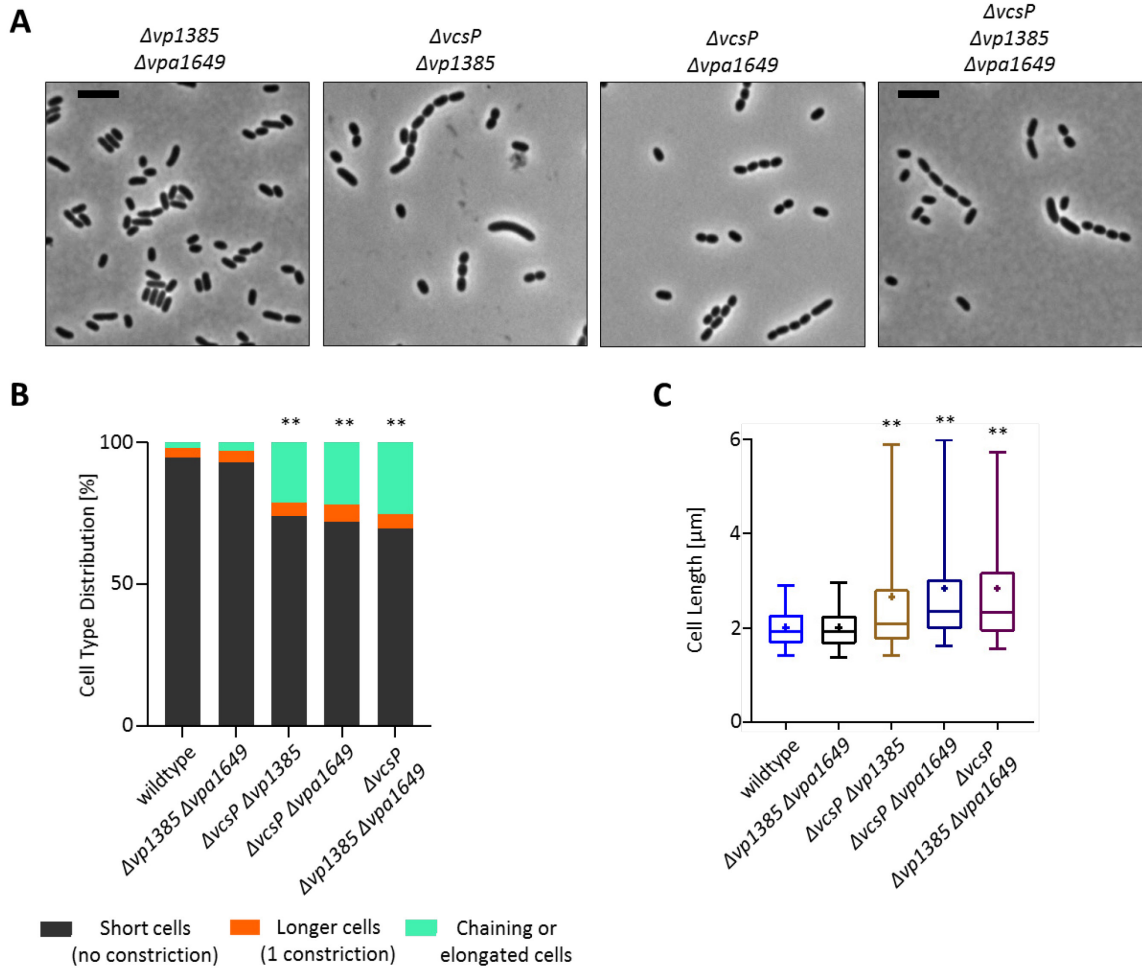 A
Δvp1385
Δvpa1649
ΔvcsP
Δvp1385
ΔvcsP
Δvpa1649
ΔvcsP
Δvp1385
Δvpa1649
B
** ** **
100
50
0
Cell Type Distribution [%]
wildtype
Δvp1385 Δvpa1649
ΔvcsP Δvp1385
ΔvcsP Δvpa1649
ΔvcsP
Δvp1385 Δvpa1649
Short cells
(no constriction)
Longer cells
(1 constriction)
Chaining or
elongated cells
C
** ** **
6
4
2
0
Cell Length [µm]
wildtype
Δvp1385 Δvpa1649
ΔvcsP Δvp1385
ΔvcsP Δvpa1649
ΔvcsP
Δvp1385 Δvpa1649